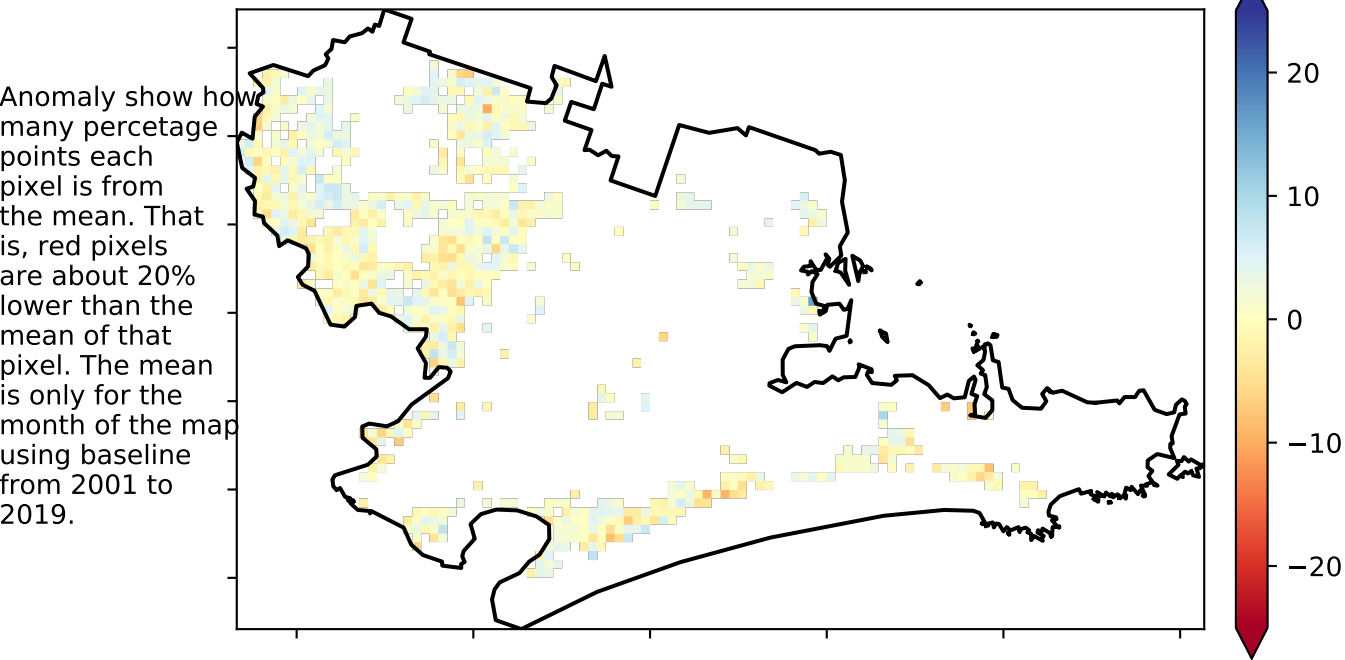 Anomaly show how
many percetage
points each
pixel is from
the mean. That
is, red pixels
are about 20%
lower than the
mean of that
pixel. The mean
is only for the
month of the map
using baseline
from 2001 to
2019.
20
10
0
−10
−20